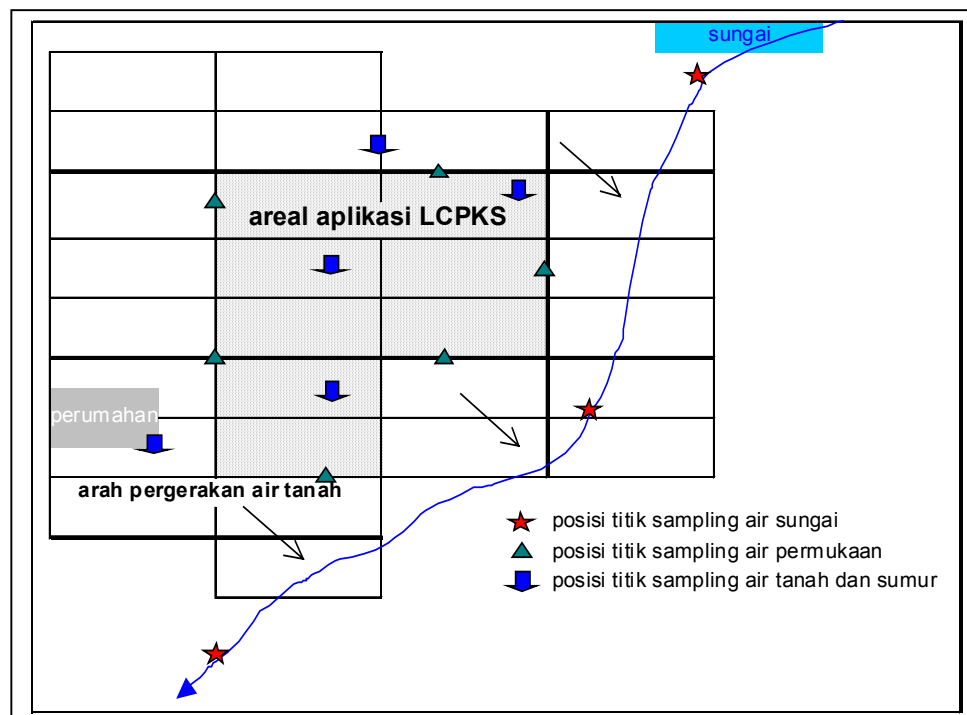 sungai
areal aplikasi LCPKS
perumahan
arah pergerakan air tanah
posisi titik sampling air sungai
posisi titik sampling air permukaan
posisi titik sampling air tanah dan sumur